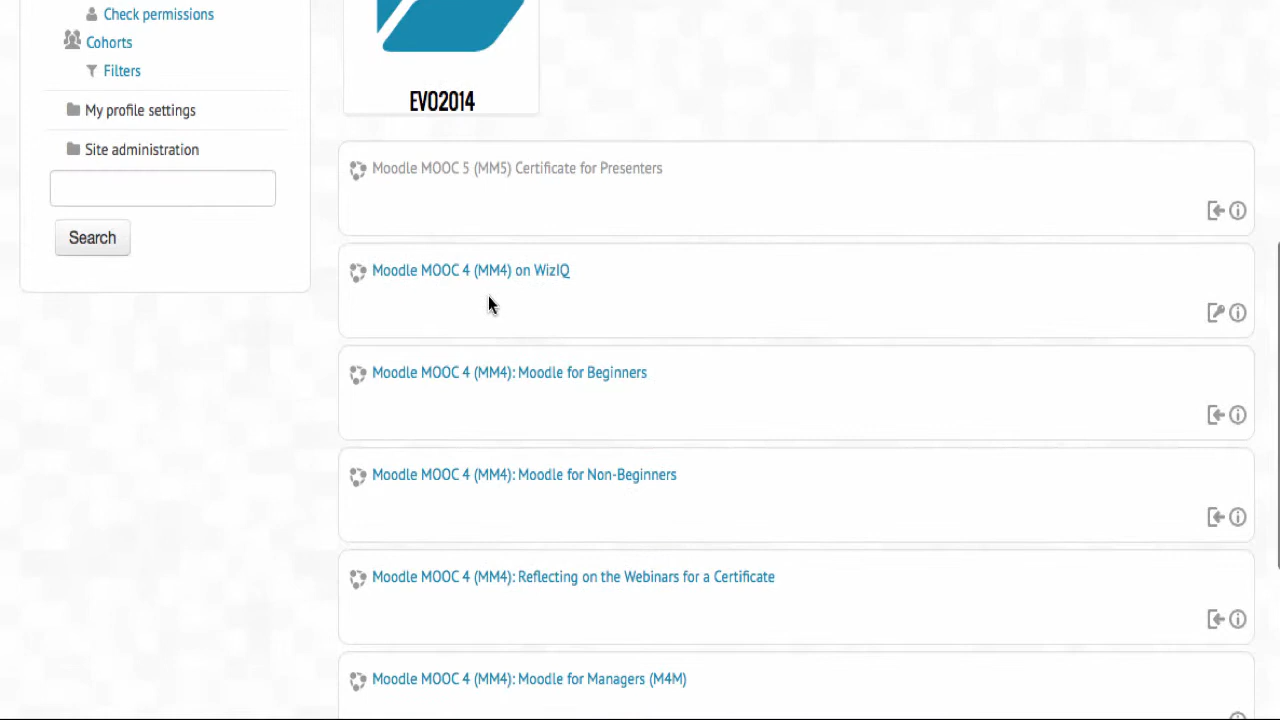 Check permissions
Cohorts
Filters
My profile settings
Site administration
Search
EVO2014
Moodle MOOC 5 (MM5) Certificate for Presenters
Moodle MOOC 4 (MM4) on WizIQ
Moodle MOOC 4 (MM4): Moodle for Beginners
Moodle MOOC 4 (MM4): Moodle for Non-Beginners
Moodle MOOC 4 (MM4): Reflecting on the Webinars for a Certificate
Moodle MOOC 4 (MM4): Moodle for Managers (M4M)